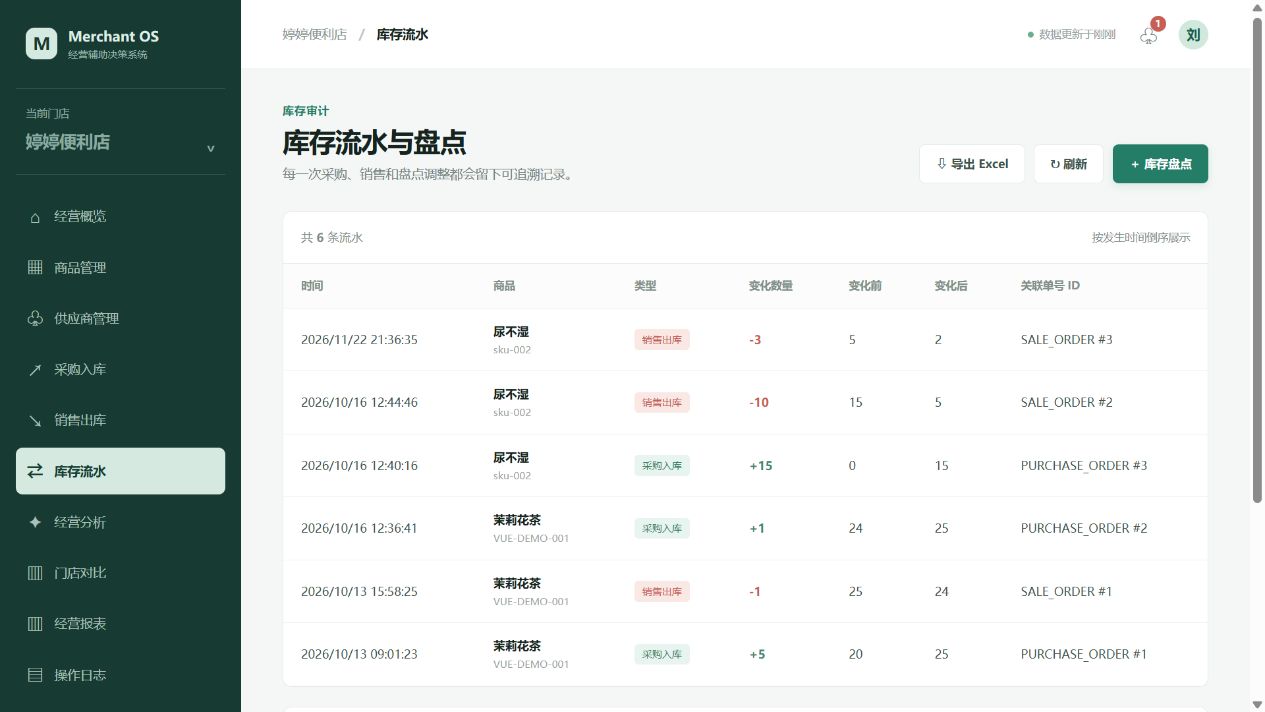 M
Merchant OS
经营辅助决策系统
当前门店
婷婷便利店
v
经营概览
商品管理
供应商管理
采购入库
销售出库
库存流水
经营分析
门店对比
经营报表
操作日志
婷婷便利店 / 库存流水
数据更新于刚刚
1
刘
库存审计
库存流水与盘点
每一次采购、销售和盘点调整都会留下可追溯记录。
⇩ 导出 Excel
↻ 刷新
+ 库存盘点
共 6 条流水
按发生时间倒序展示
时间 商品 类型 变化数量 变化前 变化后 关联单号 ID
2026/11/22 21:36:35 尿不湿 销售出库 -3 5 2 SALE_ORDER #3
sku-002
2026/10/16 12:44:46 尿不湿 销售出库 -10 15 5 SALE_ORDER #2
sku-002
2026/10/16 12:40:16 尿不湿 采购入库 +15 0 15 PURCHASE_ORDER #3
sku-002
2026/10/16 12:36:41 茉莉花茶 采购入库 +1 24 25 PURCHASE_ORDER #2
VUE-DEMO-001
2026/10/13 15:58:25 茉莉花茶 销售出库 -1 25 24 SALE_ORDER #1
VUE-DEMO-001
2026/10/13 09:01:23 茉莉花茶 采购入库 +5 20 25 PURCHASE_ORDER #1
VUE-DEMO-001